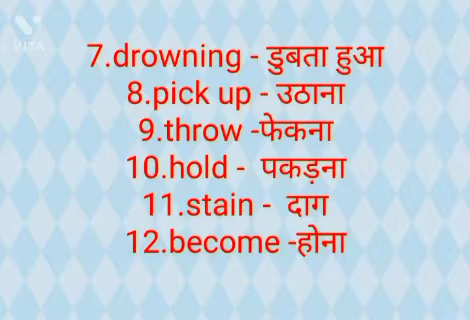 VITA
7.drowning - डुबता हुआ
8.pick up - उठाना
9.throw -फेकना
10.hold -  पकड़ना
11.stain -  दाग
12.become -होना